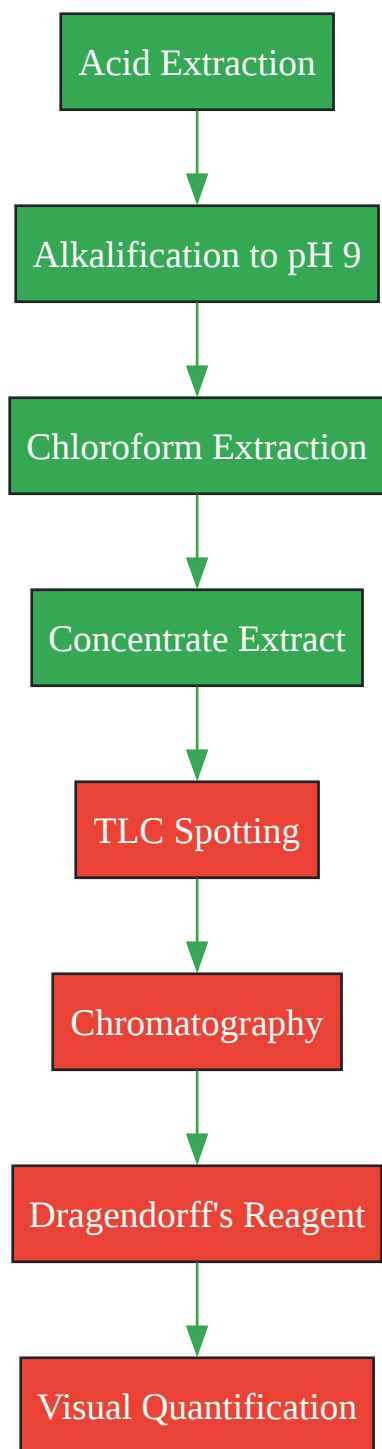 Acid Extraction
Alkalification to pH 9
Chloroform Extraction
Concentrate Extract
TLC Spotting
Chromatography
Dragendorff's Reagent
Visual Quantification